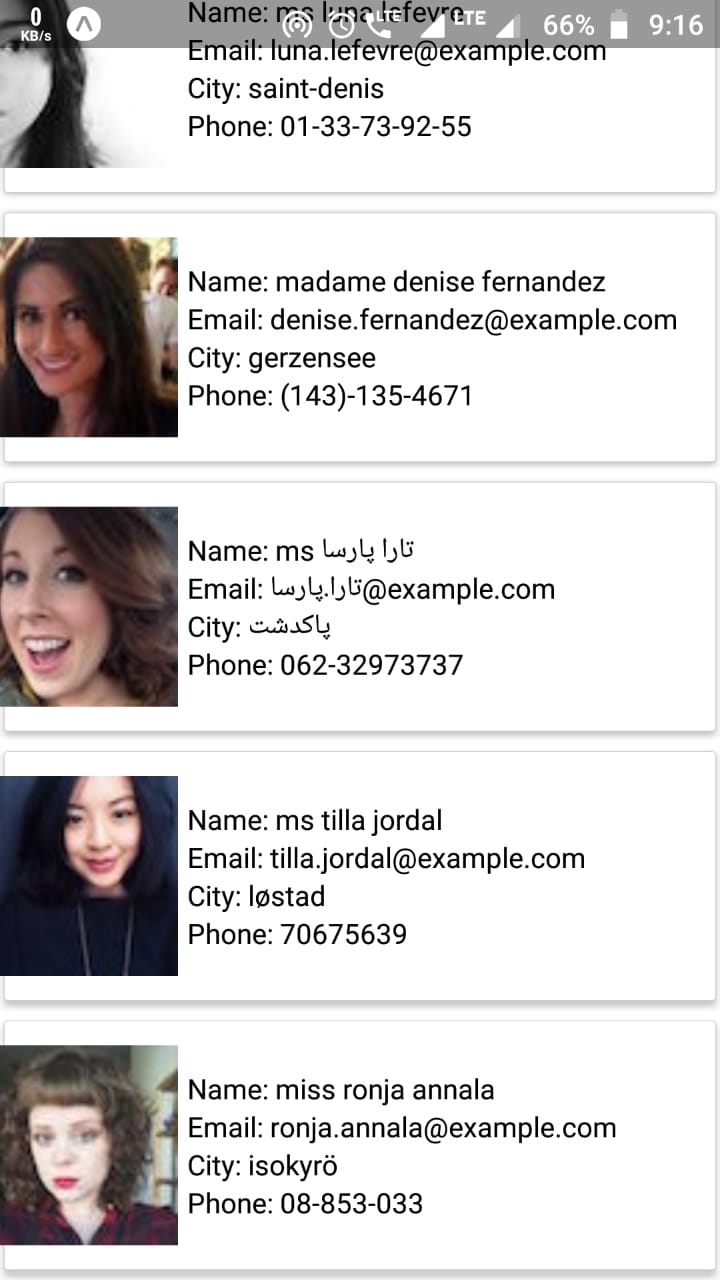 0
KB/s
LTE
LTE
66%
9:16
Name: ms luna lefevre
Email: luna.lefevre@example.com
City: saint-denis
Phone: 01-33-73-92-55
Name: madame denise fernandez
Email: denise.fernandez@example.com
City: gerzensee
Phone: (143)-135-4671
Name: ms تارا پارسا
Email: تارا.پارسا@example.com
City: پاکدشت
Phone: 062-32973737
Name: ms tilla jordal
Email: tilla.jordal@example.com
City: løstad
Phone: 70675639
Name: miss ronja annala
Email: ronja.annala@example.com
City: isokyrö
Phone: 08-853-033